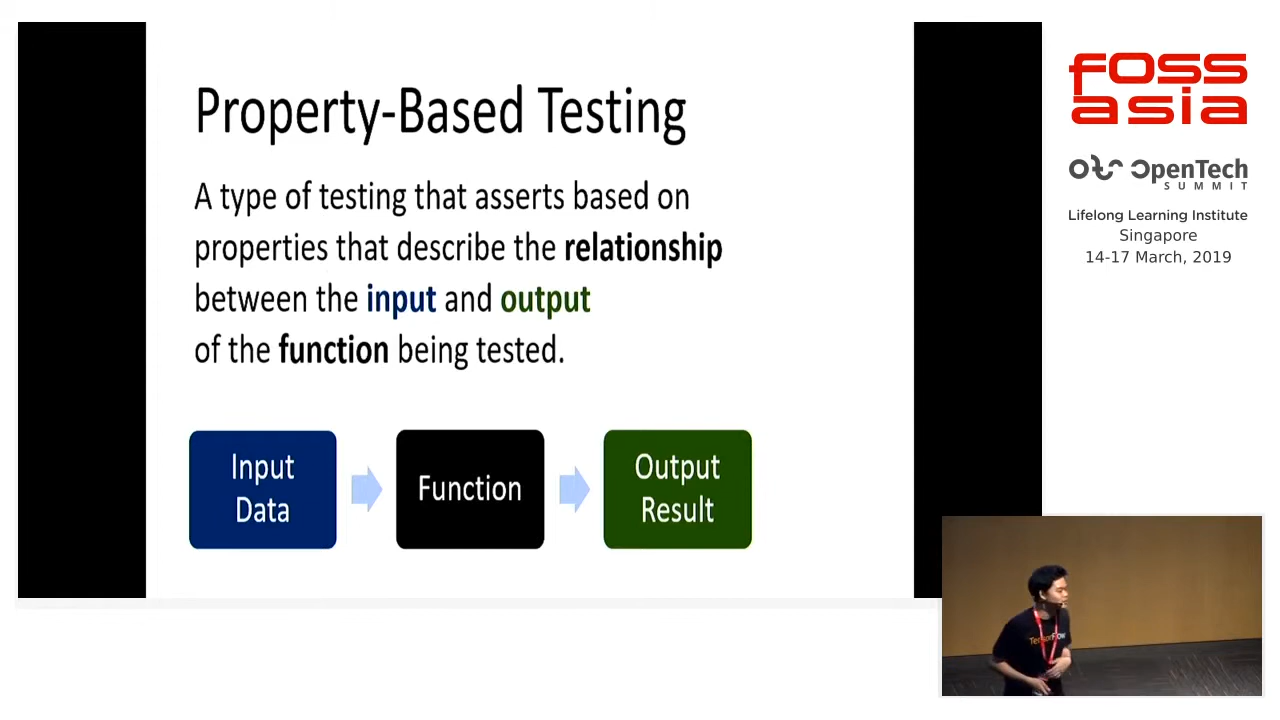 Property-Based Testing
A type of testing that asserts based on
properties that describe the relationship
between the input and output
of the function being tested.
Input
Data
Function
Output
Result
fOSS
asia
OpenTech
SUMMIT
Lifelong Learning Institute
Singapore
14-17 March, 2019
TensorFlow